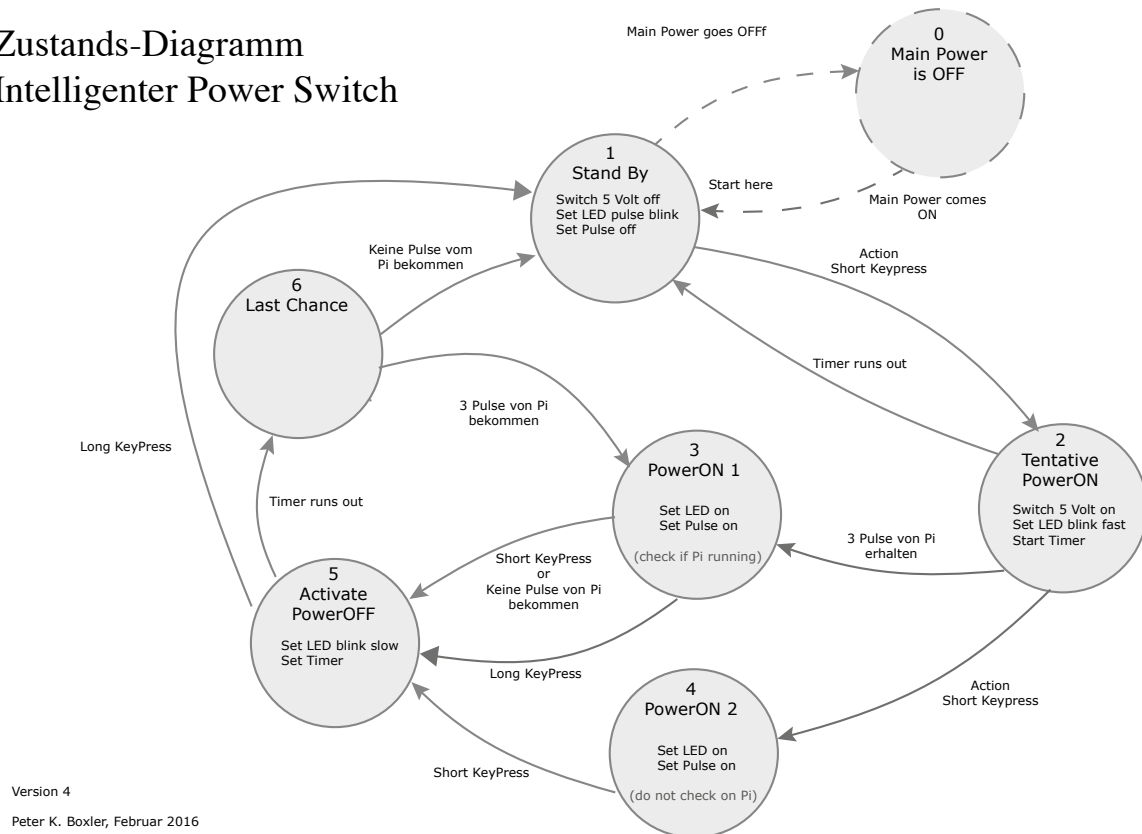 Zustands-Diagramm
Intelligenter Power Switch
Main Power goes OFFf
0
Main Power
is OFF
1
Stand By
Switch 5 Volt off
Set LED pulse blink
Set Pulse off
Start here
Main Power comes
ON
Keine Pulse vom
Pi bekommen
Action
Short Keypress
6
Last Chance
Timer runs out
3 Pulse von Pi
bekommen
Long KeyPress
3
PowerON 1
Set LED on
Set Pulse on
(check if Pi running)
2
Tentative
PowerON
Switch 5 Volt on
Set LED blink fast
Start Timer
Timer runs out
3 Pulse von Pi
erhalten
Short KeyPress
or
Keine Pulse von Pi
bekommen
5
Activate
PowerOFF
Set LED blink slow
Set Timer
Long KeyPress
4
PowerON 2
Set LED on
Set Pulse on
(do not check on Pi)
Action
Short Keypress
Short KeyPress
Version 4
Peter K. Boxler, Februar 2016